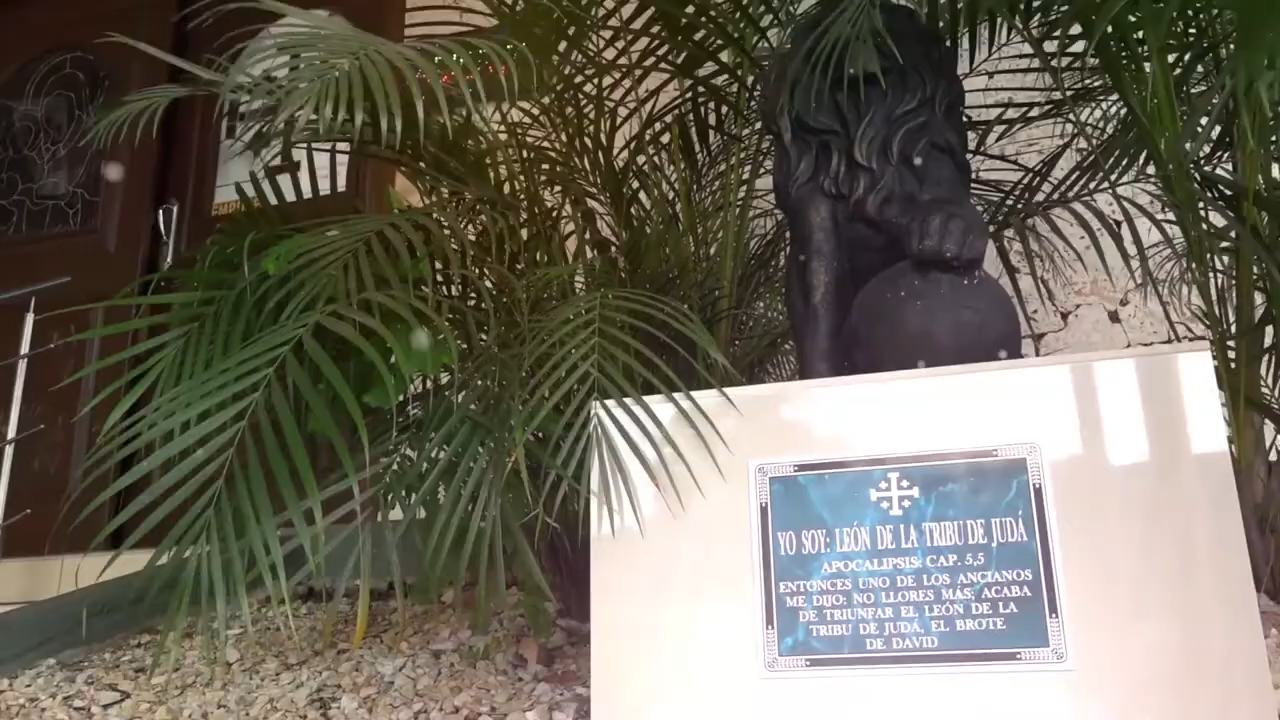 YO SOY: LEÓN DE LA TRIBU DE JUDÁ
APOCALIPSIS: CAP. 5,5
ENTONCES UNO DE LOS ANCIANOS
ME DIJO: NO LLORES MÁS; ACABA
DE TRIUNFAR EL LEÓN DE LA
TRIBU DE JUDÁ, EL BROTE
DE DAVID